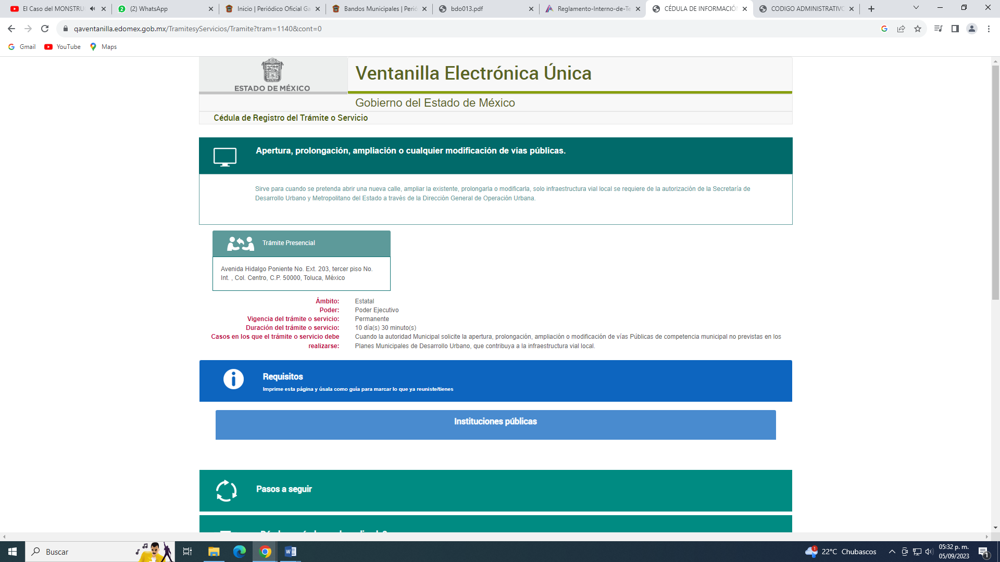 El Caso del MONSTRU
(2) WhatsApp
Inicio | Periódico Oficial Ga
Bandos Municipales | Perió
bdo013.pdf
Reglamento-Interno-de-Te
CÉDULA DE INFORMACIÓN
CODIGO ADMINISTRATIVO
qaventanilla.edomex.gob.mx/TramitesyServicios/Tramite?tram=1140&cont=0
Gmail
YouTube
Maps
ESTADO DE MÉXICO
Ventanilla Electrónica Única
Gobierno del Estado de México
Cédula de Registro del Trámite o Servicio
Apertura, prolongación, ampliación o cualquier modificación de vías públicas.
Sirve para cuando se pretenda abrir una nueva calle, ampliar la existente, prolongarla o modificarla, solo infraestructura vial local se requiere de la autorización de la Secretaría de
Desarrollo Urbano y Metropolitano del Estado a través de la Dirección General de Operación Urbana.
Trámite Presencial
Avenida Hidalgo Poniente No. Ext. 203, tercer piso No.
Int. , Col. Centro, C.P. 50000, Toluca, México
Ámbito: Estatal
Poder: Poder Ejecutivo
Vigencia del trámite o servicio: Permanente
Duración del trámite o servicio: 10 día(s) 30 minuto(s)
Casos en los que el trámite o servicio debe Cuando la autoridad Municipal solicite la apertura, prolongación, ampliación o modificación de vías Públicas de competencia municipal no previstas en los
realizarse: Planes Municipales de Desarrollo Urbano, que contribuya a la infraestructura vial local.
Requisitos
Imprime esta página y úsala como guía para marcar lo que ya reuniste/tienes
Instituciones públicas
Pasos a seguir
Buscar
22°C Chubascos
05:32 p. m.
05/09/2023